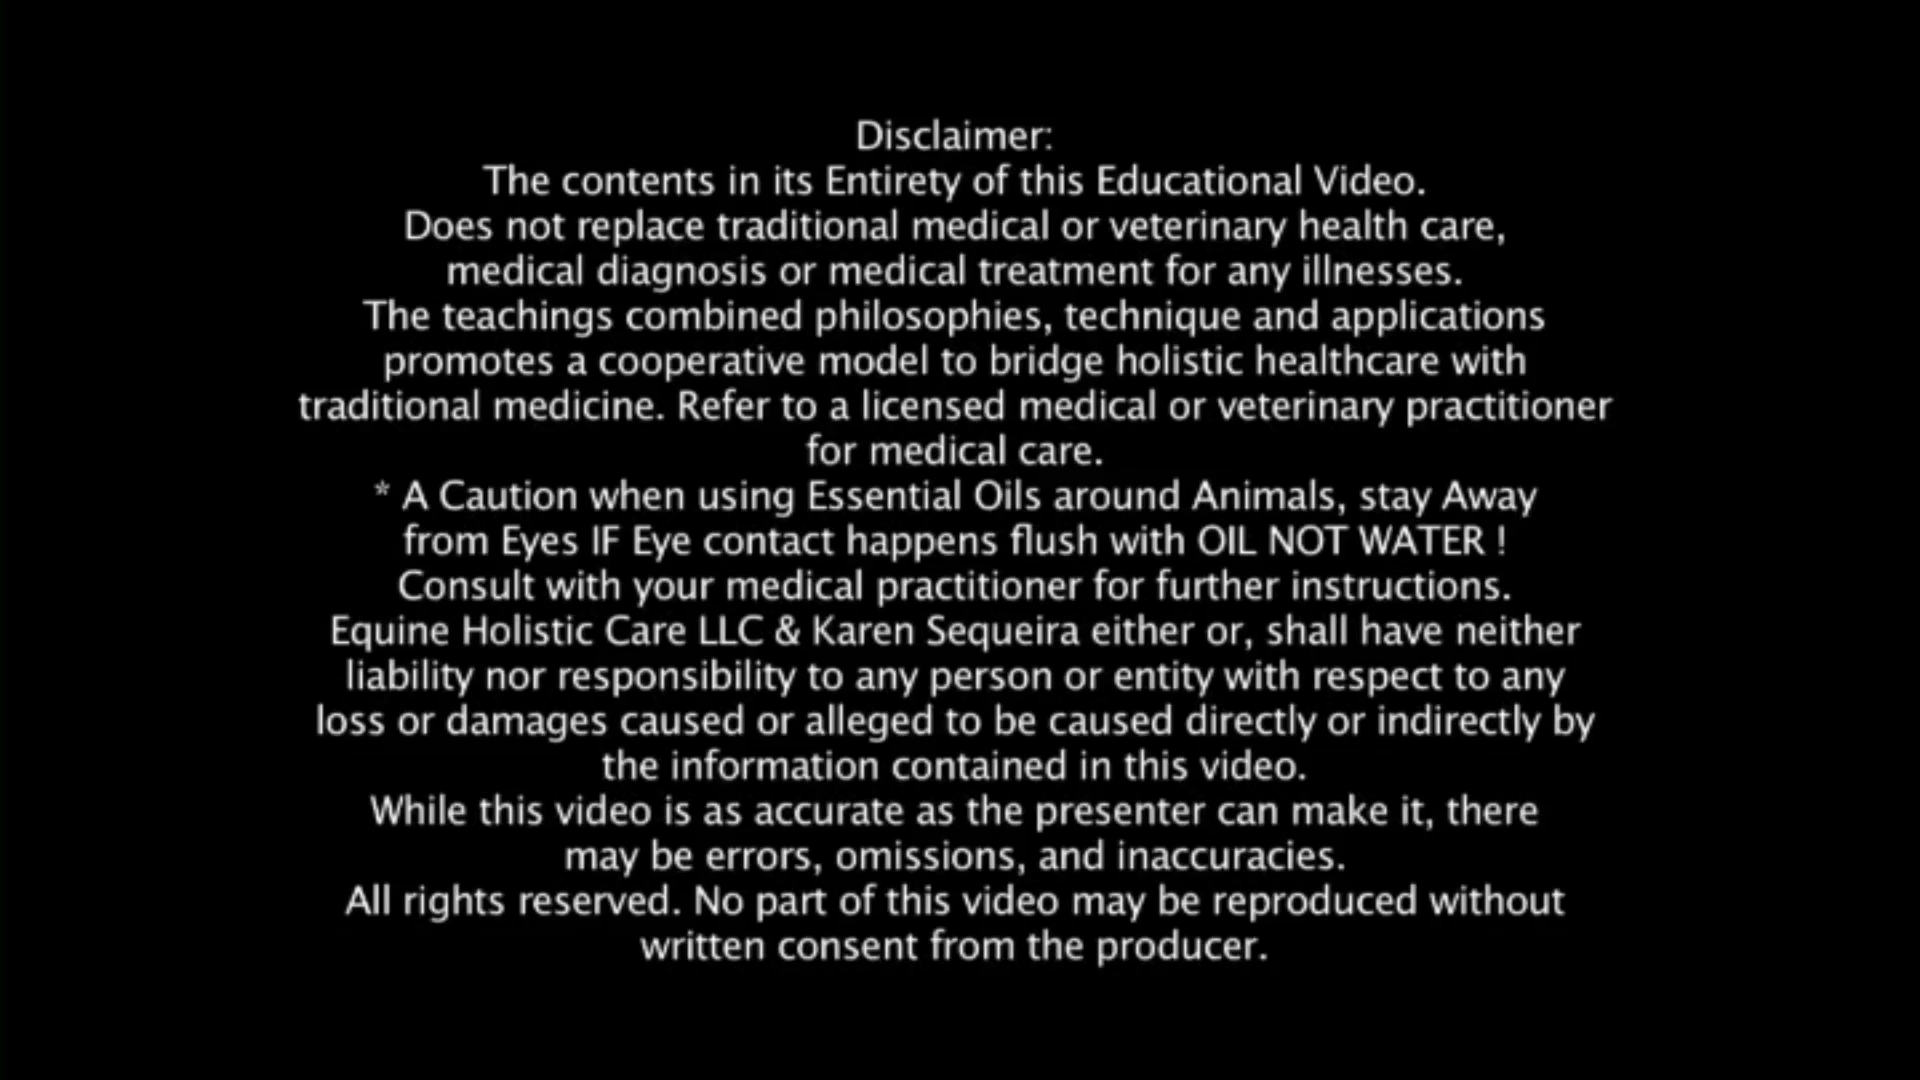 Disclaimer:
The contents in its Entirety of this Educational Video.
Does not replace traditional medical or veterinary health care,
medical diagnosis or medical treatment for any illnesses.
The teachings combined philosophies, technique and applications
promotes a cooperative model to bridge holistic healthcare with
traditional medicine. Refer to a licensed medical or veterinary practitioner
for medical care.
* A Caution when using Essential Oils around Animals, stay Away
from Eyes IF Eye contact happens flush with OIL NOT WATER !
Consult with your medical practitioner for further instructions.
Equine Holistic Care LLC & Karen Sequeira either or, shall have neither
liability nor responsibility to any person or entity with respect to any
loss or damages caused or alleged to be caused directly or indirectly by
the information contained in this video.
While this video is as accurate as the presenter can make it, there
may be errors, omissions, and inaccuracies.
All rights reserved. No part of this video may be reproduced without
written consent from the producer.